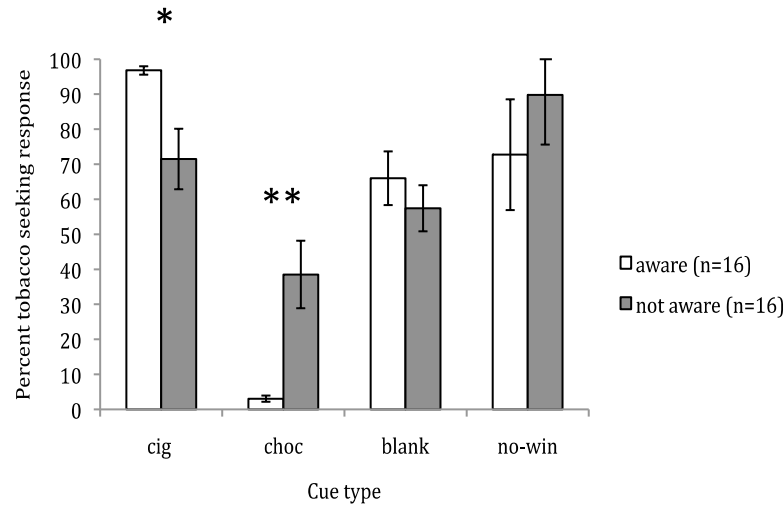 *
100
90
80
70
60
50
40
30
20
10
0
Percent tobacco seeking response
**
cig
choc
blank
no-win
Cue type
aware (n=16)
not aware (n=16)